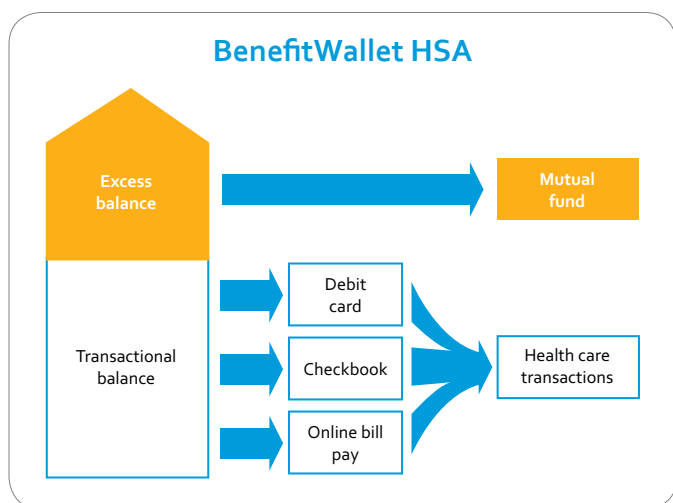 BenefitWallet HSA
Excess
balance
Mutual
fund
Debit
card
Transactional
balance
Checkbook
Health care
transactions
Online bill
pay